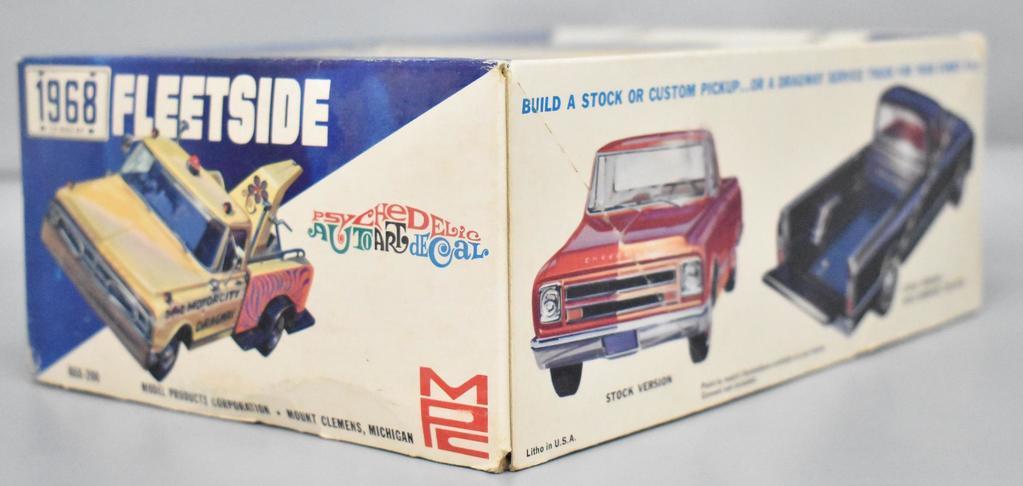 1968
FLEETSIDE
PSYCHEDELIC
AUTO ART deCAL
MOTORCITY
DRAGWAY
MODEL PRODUCTS CORPORATION • MOUNT CLEMENS, MICHIGAN
MPC
BUILD A STOCK OR CUSTOM PICKUP...OR A DRAGWAY SERVICE TRUCK FOR YOUR
STOCK VERSION
Litho in U.S.A.